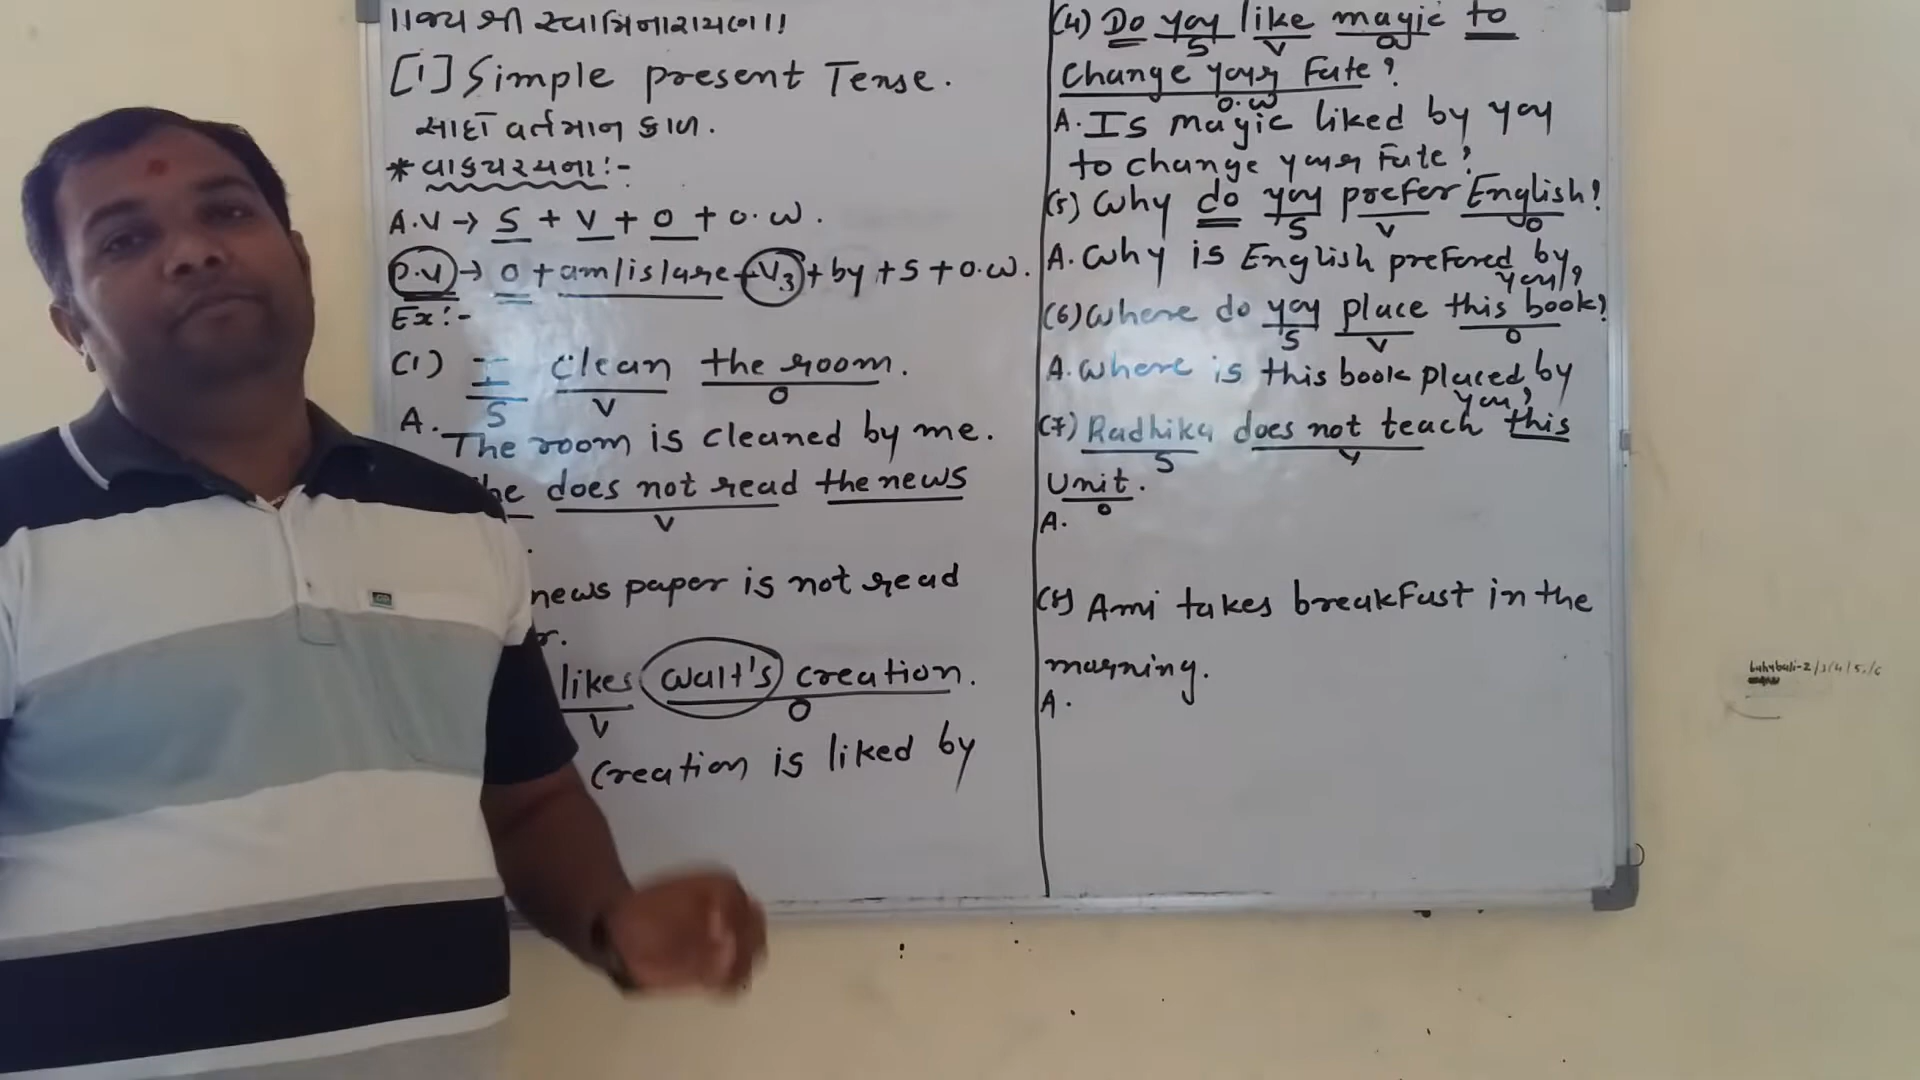 ॥જય શ્રી સ્વામિનારાયણ॥
[1] Simple present Tense.
સાદો વર્તમાન કાળ.
* વાક્યરચના:-
A.V → S + V + O + O.W.
P.V → O + am/is/are + V3 + by + S + O.W.
Ex:-
(1) I clean the room.
S V O
A. The room is cleaned by me.
he does not read the news
V
news paper is not read
likes Walt's creation.
V O
creation is liked by
(4) Do you like magic to
S V O
change your Fate?
O.W
A. Is magic liked by you
to change your Fate?
(5) Why do you prefer English?
S V O
A. Why is English prefered by
you?
(6) Where do you place this book?
S V O
A. Where is this book placed by
you?
(7) Radhika does not teach this
S V
Unit.
O
A.
(8) Ami takes breakfast in the
morning.
A.